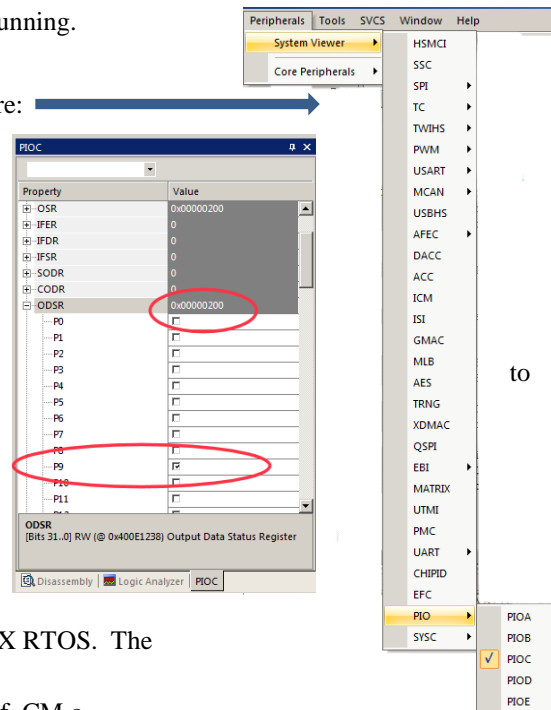 unning.
re:
to
X RTOS. The
f CM-
Peripherals Tools SVCS Window Help
System Viewer
Core Peripherals
HSMCI
SSC
SPI
TC
TWIHS
PWM
USART
MCAN
USBHS
AFEC
DACC
ACC
ICM
ISI
GMAC
MLB
AES
TRNG
XDMAC
QSPI
EBI
MATRIX
UTMI
PMC
UART
CHIPID
EFC
PIO
SYSC
PIOA
PIOB
PIOC
PIOD
PIOE
PIOC
Property Value
OSR 0x00000200
IFER 0
IFDR 0
IFSR 0
SODR 0
CODR 0
ODSR 0x00000200
P0
P1
P2
P3
P4
P5
P6
P7
P8
P9
P10
P11
ODSR
[Bits 31..0] RW (@ 0x400E1238) Output Data Status Register
Disassembly Logic Analyzer PIOC